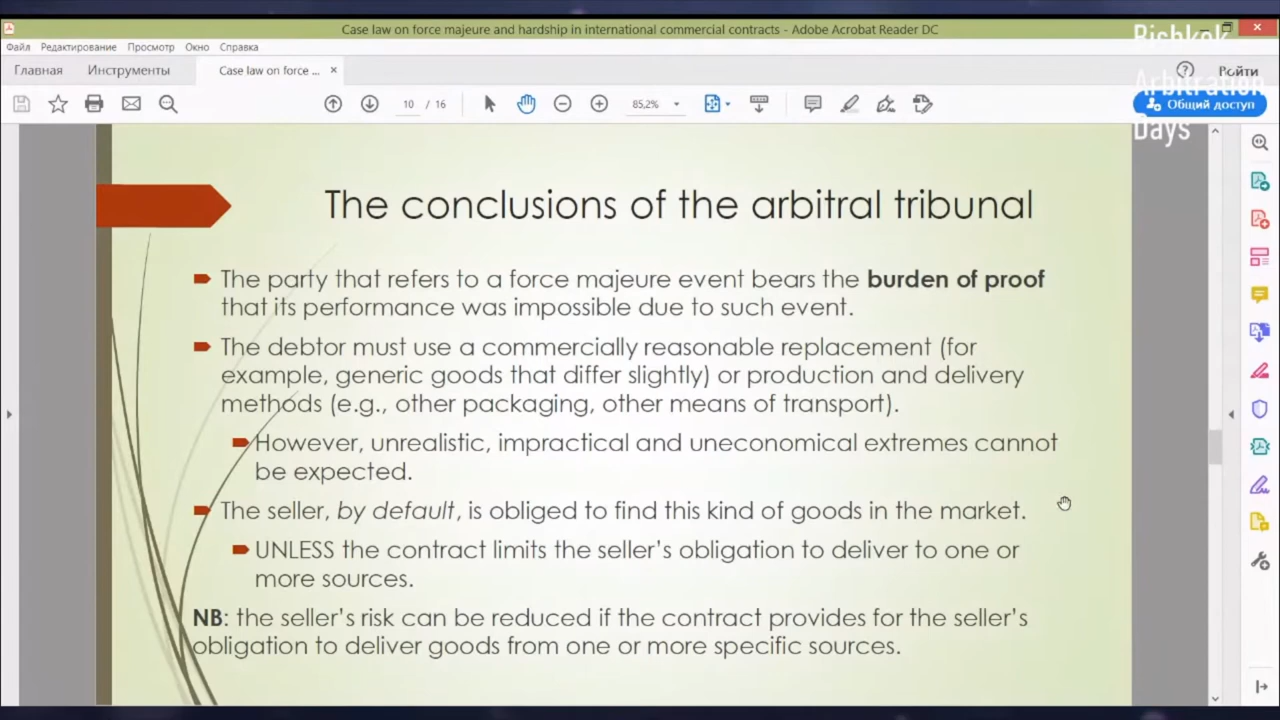 Case law on force majeure and hardship in international commercial contracts - Adobe Acrobat Reader DC
Bishkek
Arbitration
Days
Файл Редактирование Просмотр Окно Справка
Главная Инструменты Case law on force ... ×
Войти
10 / 16
85,2%
Общий доступ
The conclusions of the arbitral tribunal
The party that refers to a force majeure event bears the burden of proof
that its performance was impossible due to such event.
The debtor must use a commercially reasonable replacement (for
example, generic goods that differ slightly) or production and delivery
methods (e.g., other packaging, other means of transport).
However, unrealistic, impractical and uneconomical extremes cannot
be expected.
The seller, by default, is obliged to find this kind of goods in the market.
UNLESS the contract limits the seller's obligation to deliver to one or
more sources.
NB: the seller's risk can be reduced if the contract provides for the seller's
obligation to deliver goods from one or more specific sources.